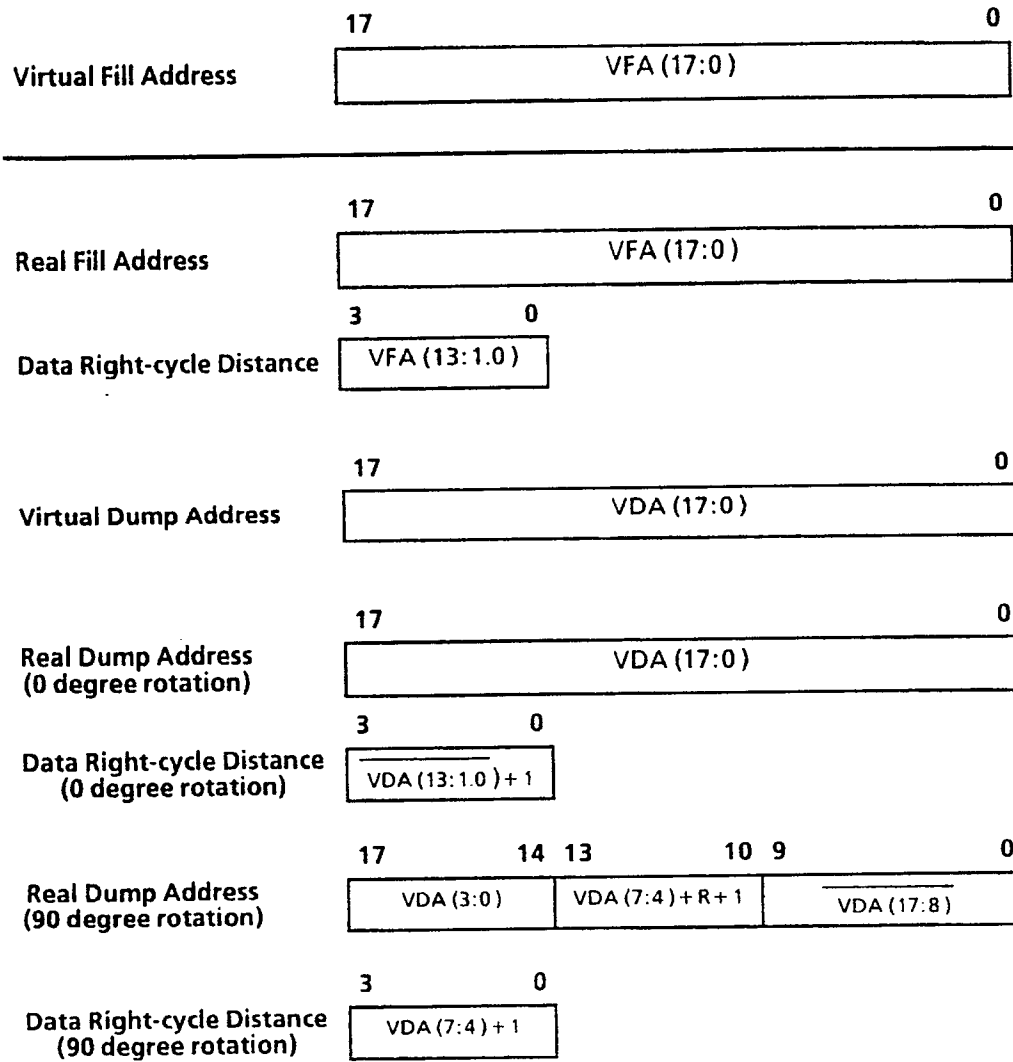 17 0
Virtual Fill Address VFA (17:0)
17 0
Real Fill Address VFA (17:0)
3 0
Data Right-cycle Distance VFA (13:1.0)
17 0
Virtual Dump Address VDA (17:0)
17 0
Real Dump Address
(0 degree rotation) VDA (17:0)
3 0
Data Right-cycle Distance
(0 degree rotation) VDA (13:1.0) + 1
17 14 13 10 9 0
Real Dump Address
(90 degree rotation) VDA (3:0) VDA (7:4) + R + 1 VDA (17:8)
3 0
Data Right-cycle Distance
(90 degree rotation) VDA (7:4) + 1